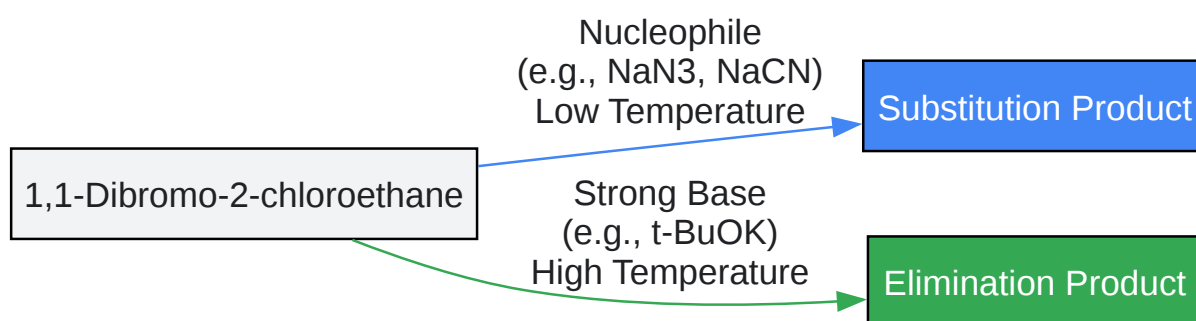 Nucleophile
(e.g., NaN3, NaCN)
Low Temperature
Substitution Product
1,1-Dibromo-2-chloroethane
Strong Base
(e.g., t-BuOK)
High Temperature
Elimination Product